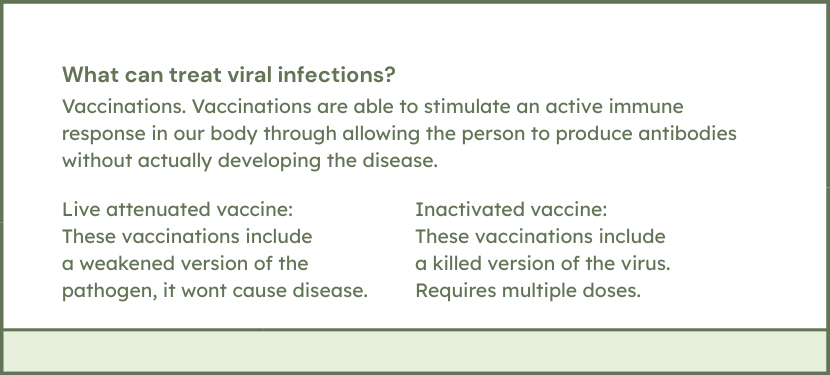 What can treat viral infections?
Vaccinations. Vaccinations are able to stimulate an active immune
response in our body through allowing the person to produce antibodies
without actually developing the disease.
Live attenuated vaccine:
These vaccinations include
a weakened version of the
pathogen, it wont cause disease.
Inactivated vaccine:
These vaccinations include
a killed version of the virus.
Requires multiple doses.